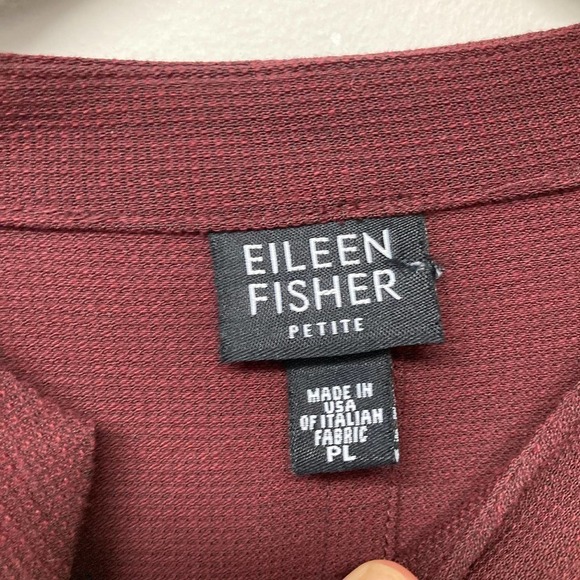 EILEEN
FISHER
PETITE
MADE IN
USA
OF ITALIAN
FABRIC
PL